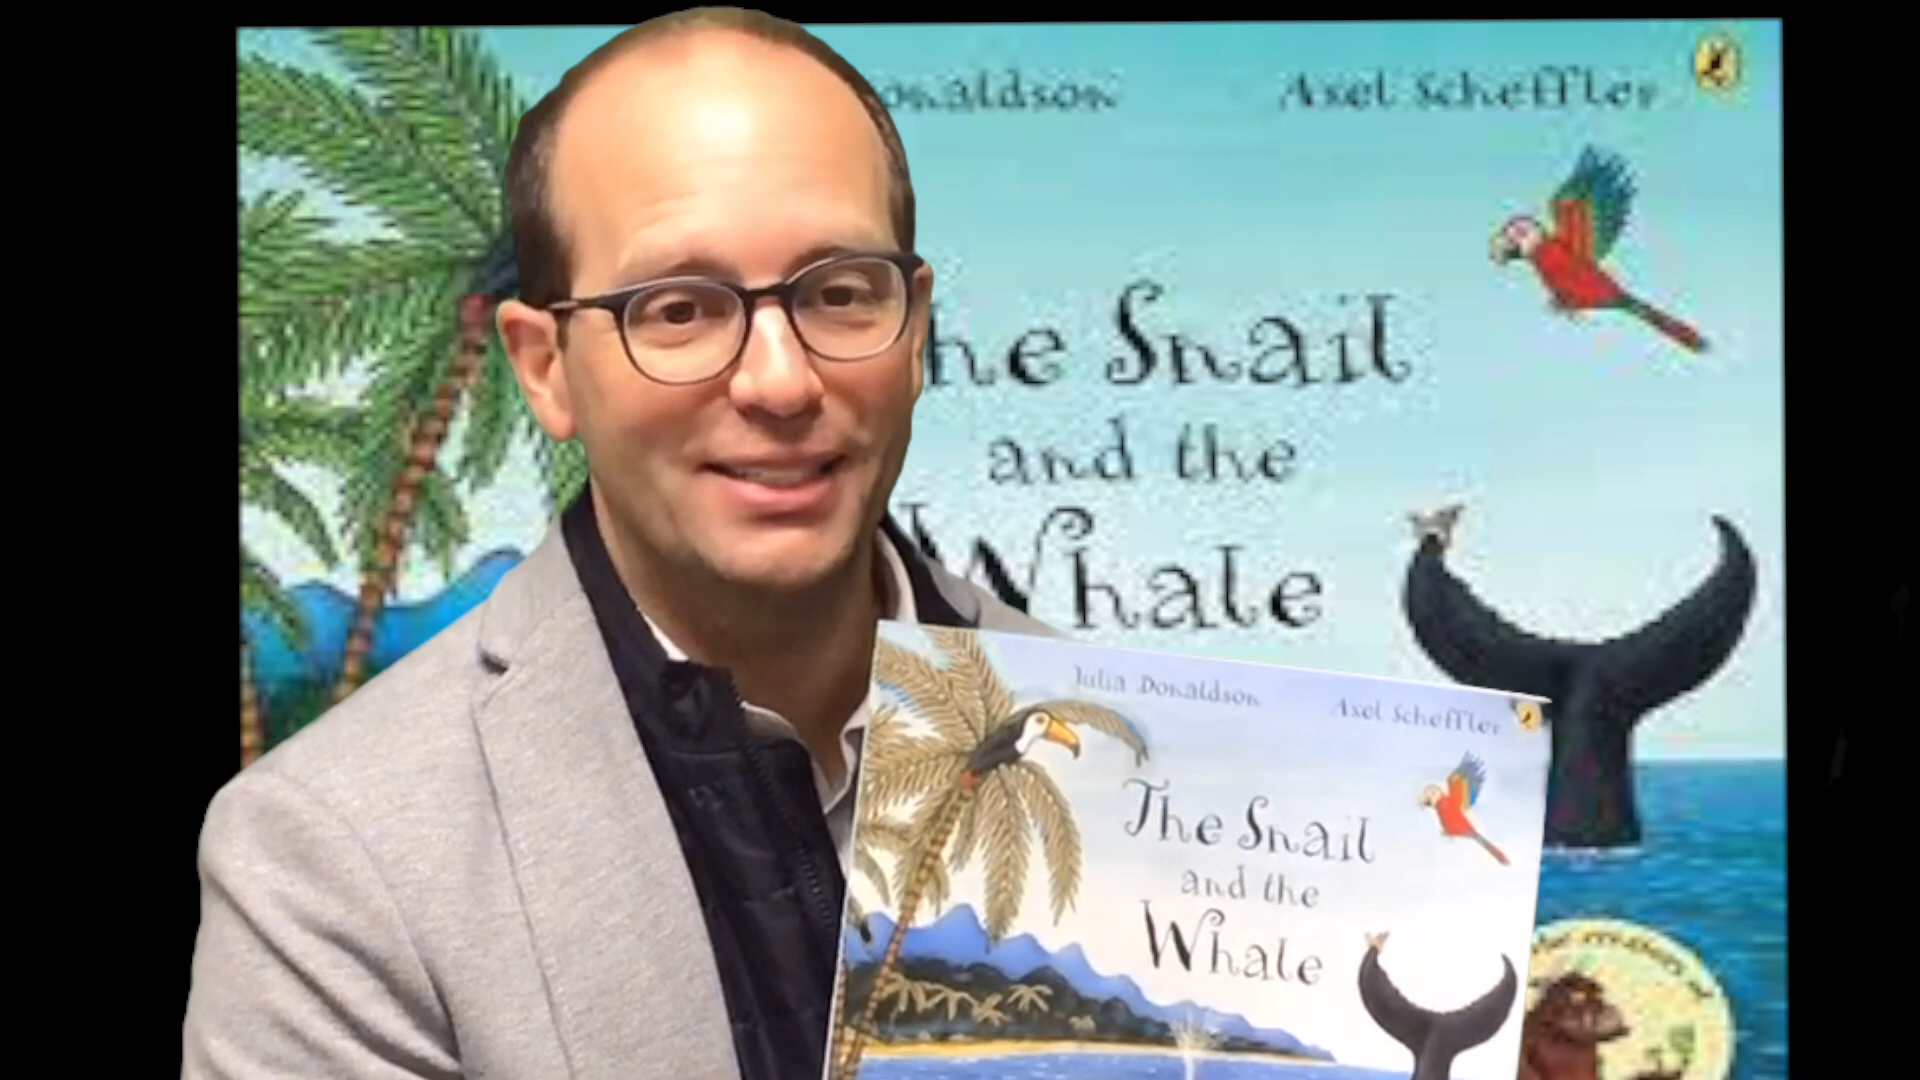 onaldson Axel Scheffler
he Snail
and the
Whale
Julia Donaldson Axel Scheffler
The Snail
and the
Whale